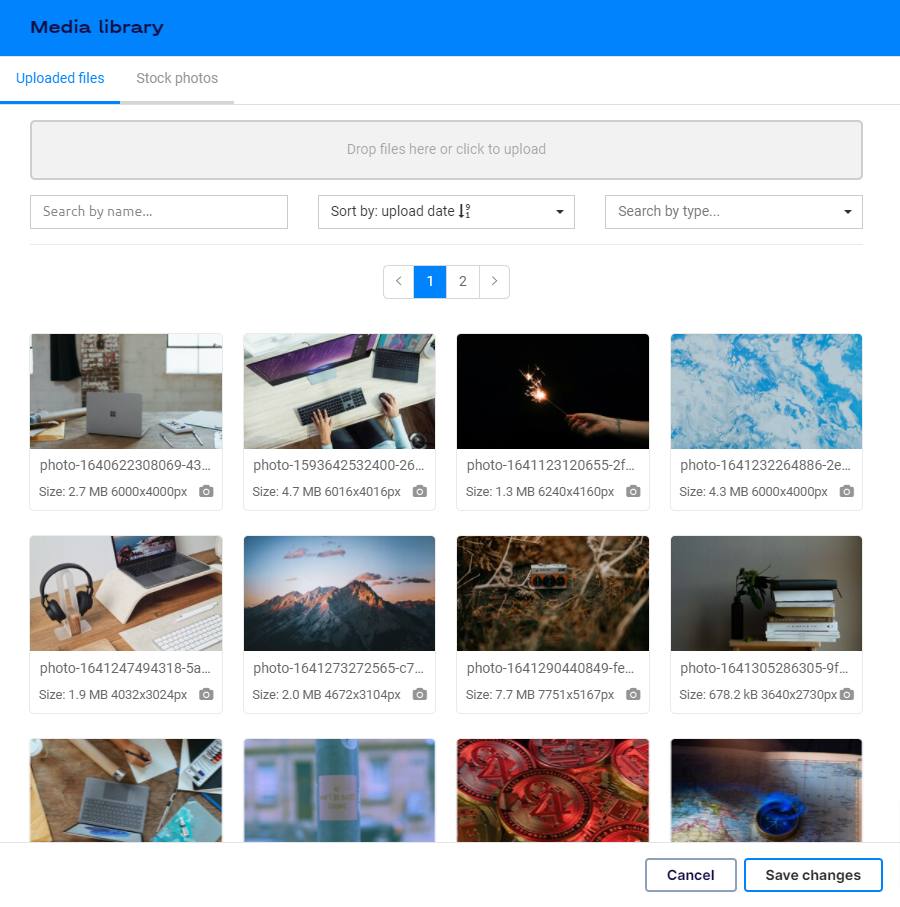 Media library
Uploaded files
Stock photos
Drop files here or click to upload
Search by name...
Sort by: upload date
Search by type...
1
2
photo-1640622308069-43...
photo-1593642532400-26...
photo-1641123120655-2f...
photo-1641232264886-2e...
Size: 2.7 MB 6000x4000px
Size: 4.7 MB 6016x4016px
Size: 1.3 MB 6240x4160px
Size: 4.3 MB 6000x4000px
photo-1641247494318-5a...
photo-1641273272565-c7...
photo-1641290440849-fe...
photo-1641305286305-9f...
Size: 1.9 MB 4032x3024px
Size: 2.0 MB 4672x3104px
Size: 7.7 MB 7751x5167px
Size: 678.2 kB 3640x2730px
Cancel
Save changes